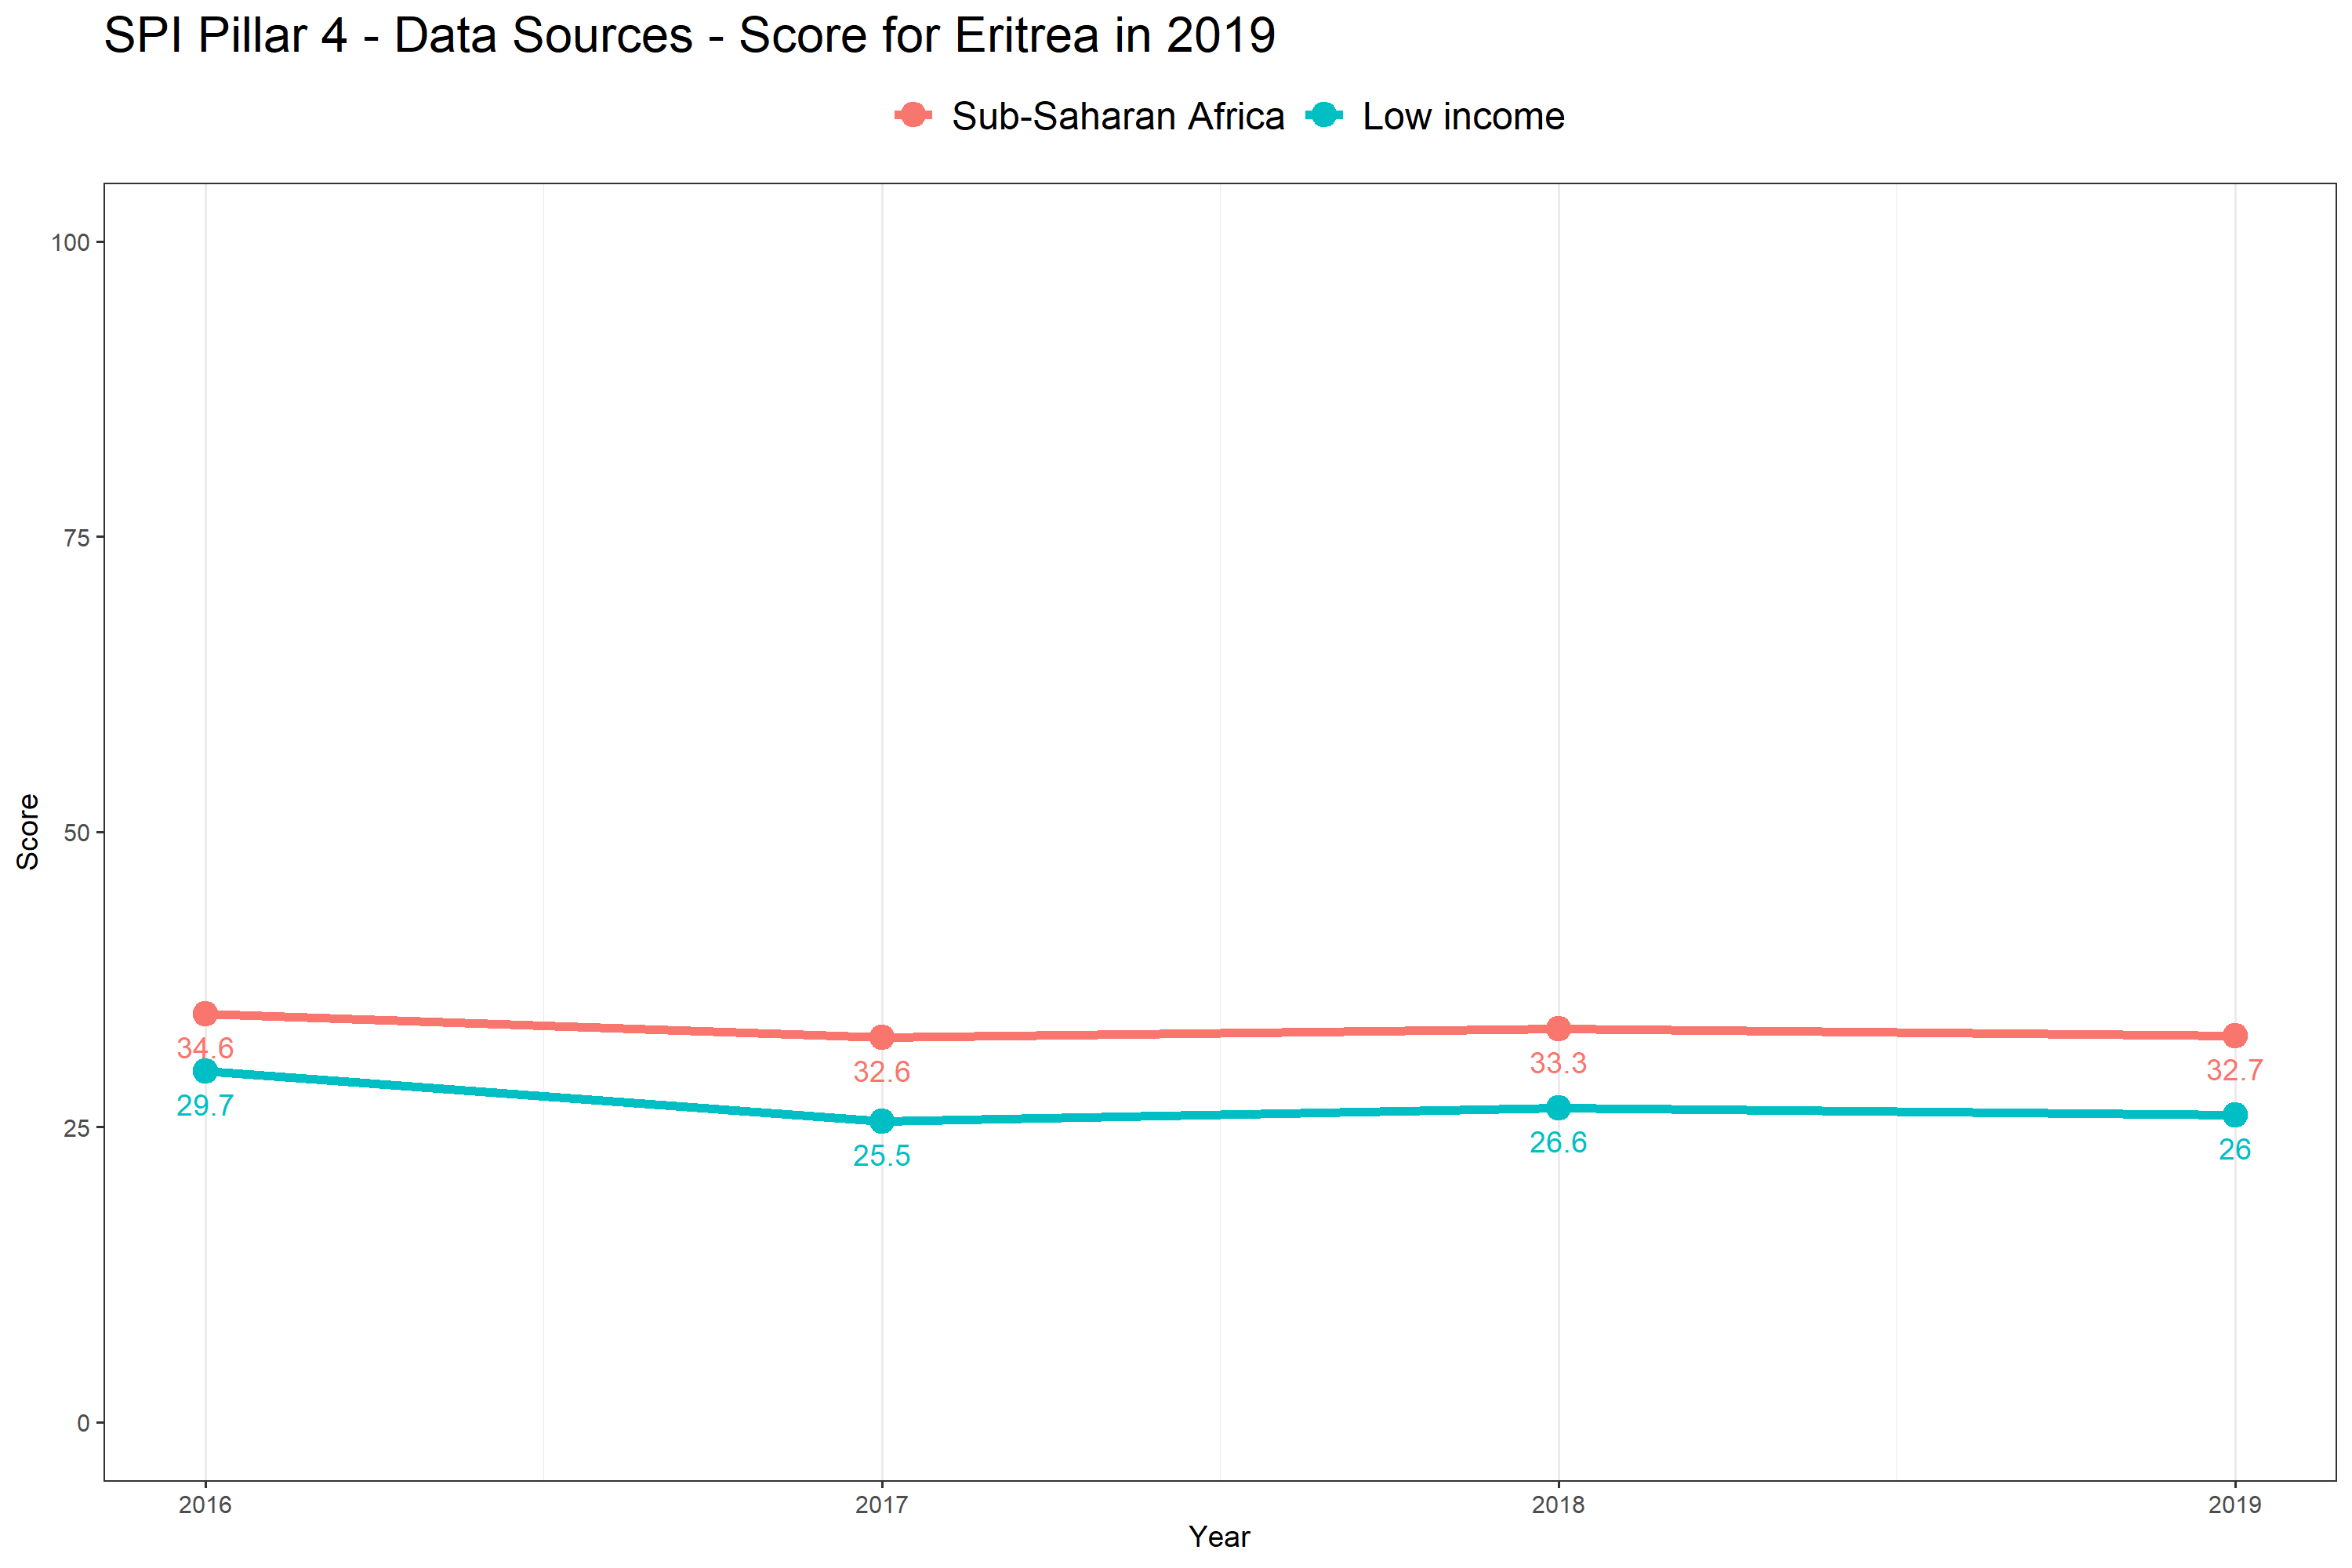 SPI Pillar 4 - Data Sources - Score for Eritrea in 2019
Sub-Saharan Africa Low income
100
75
50
25
0
Score
34.6
32.6
33.3
32.7
29.7
25.5
26.6
26
2016 2017 2018 2019
Year